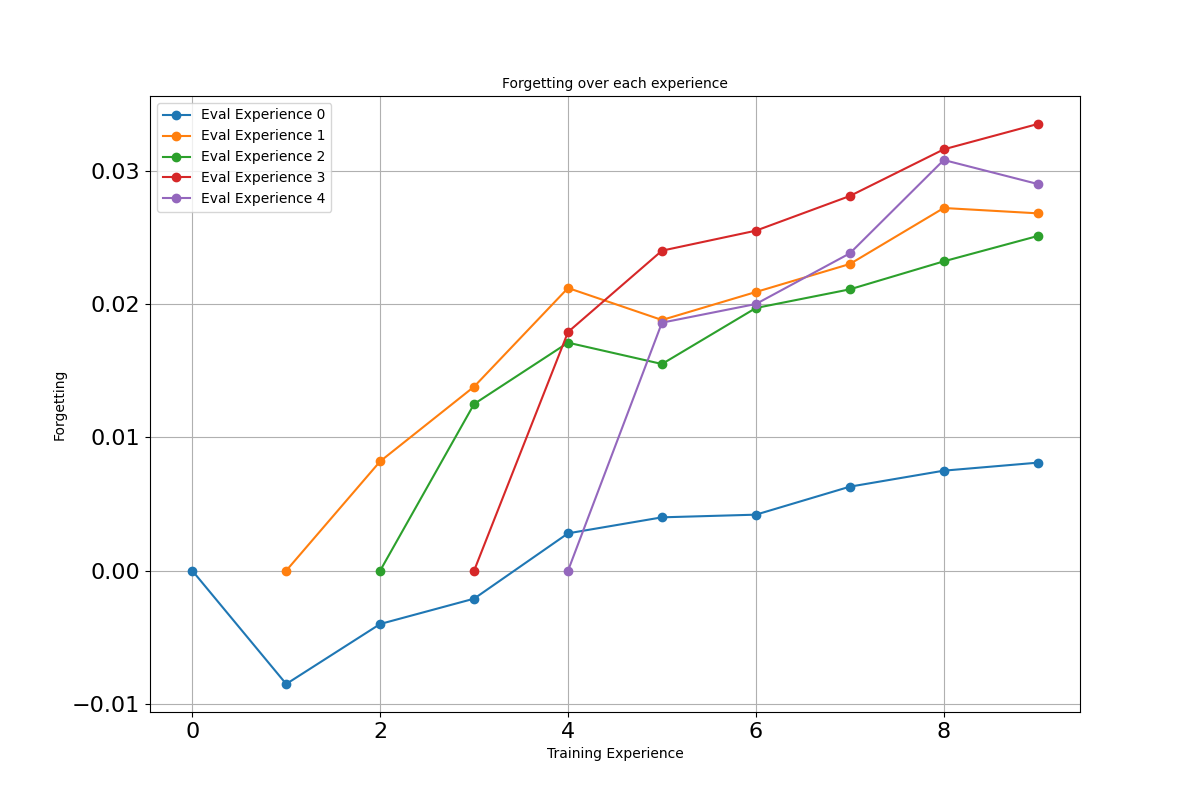 Forgetting over each experience
Eval Experience 0
Eval Experience 1
Eval Experience 2
Eval Experience 3
Eval Experience 4
0.03
0.02
0.01
0.00
−0.01
Forgetting
0 2 4 6 8
Training Experience